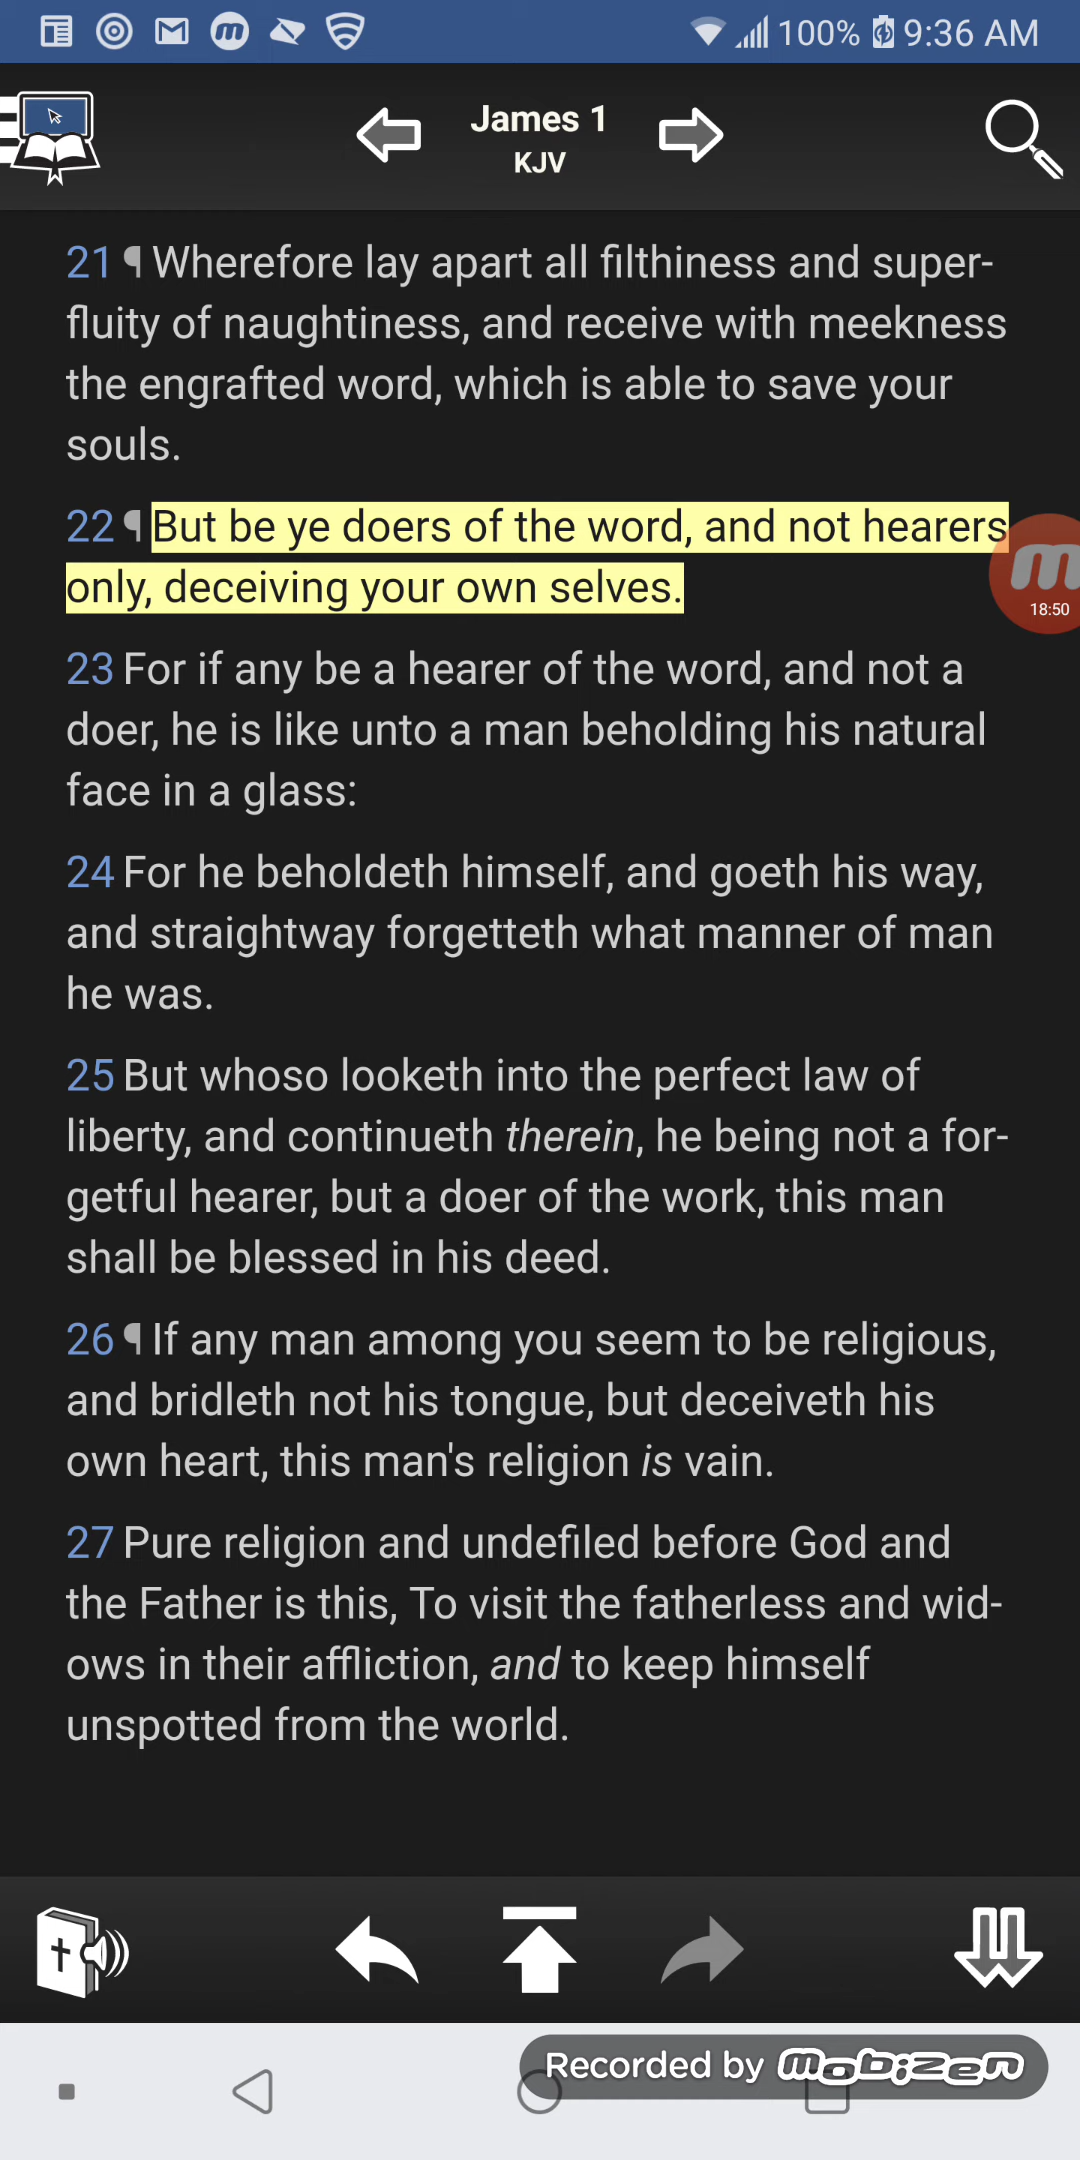 100% 9:36 AM
James 1
KJV
21 ¶ Wherefore lay apart all filthiness and super-
fluity of naughtiness, and receive with meekness
the engrafted word, which is able to save your
souls.
22 ¶ But be ye doers of the word, and not hearers
only, deceiving your own selves.
18:50
23 For if any be a hearer of the word, and not a
doer, he is like unto a man beholding his natural
face in a glass:
24 For he beholdeth himself, and goeth his way,
and straightway forgetteth what manner of man
he was.
25 But whoso looketh into the perfect law of
liberty, and continueth therein, he being not a for-
getful hearer, but a doer of the work, this man
shall be blessed in his deed.
26 ¶ If any man among you seem to be religious,
and bridleth not his tongue, but deceiveth his
own heart, this man's religion is vain.
27 Pure religion and undefiled before God and
the Father is this, To visit the fatherless and wid-
ows in their affliction, and to keep himself
unspotted from the world.
Recorded by mobizen